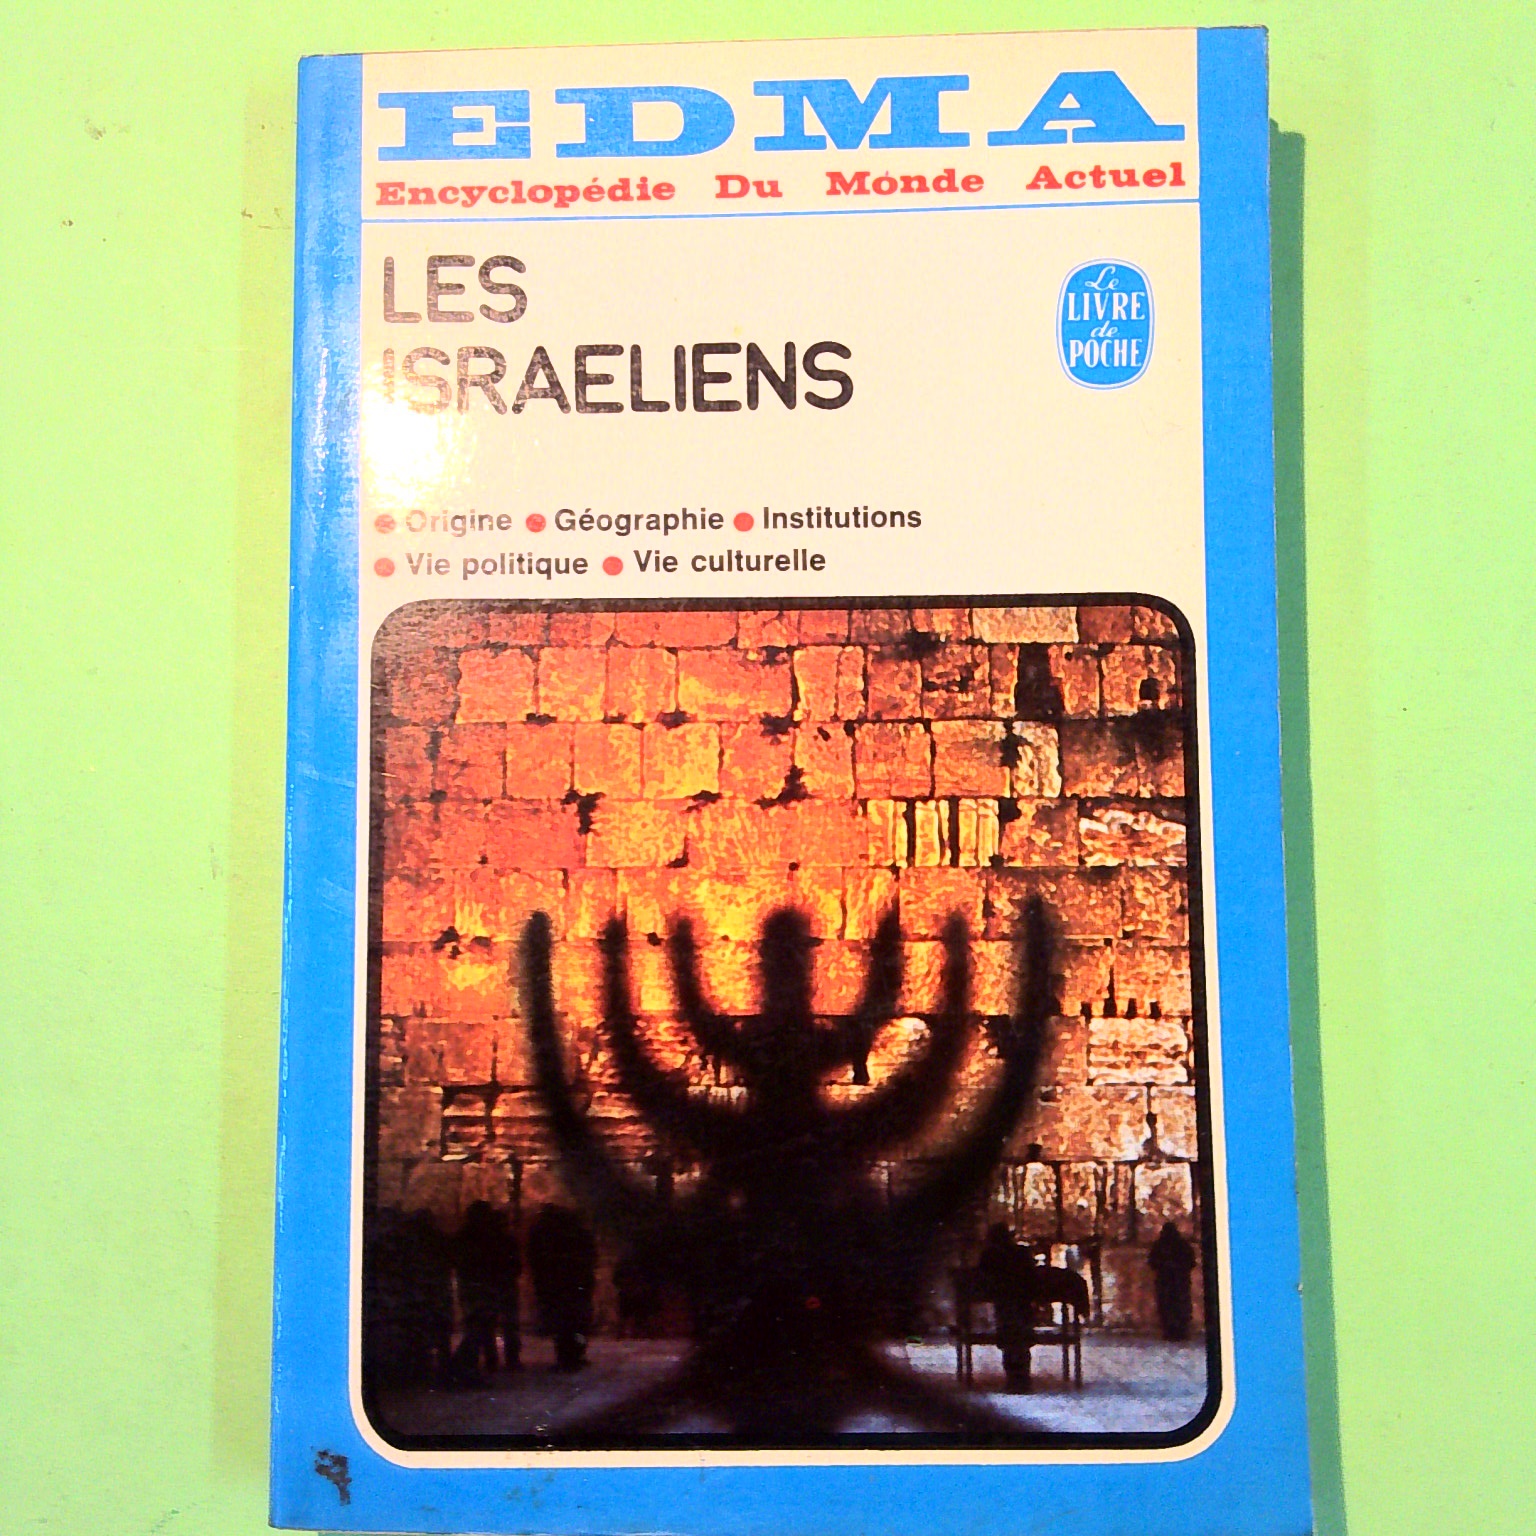 EDMA
Encyclopédie Du Monde Actuel
LES
ISRAELIENS
Le
LIVRE
de
POCHE
● Origine ● Géographie ● Institutions
● Vie politique ● Vie culturelle